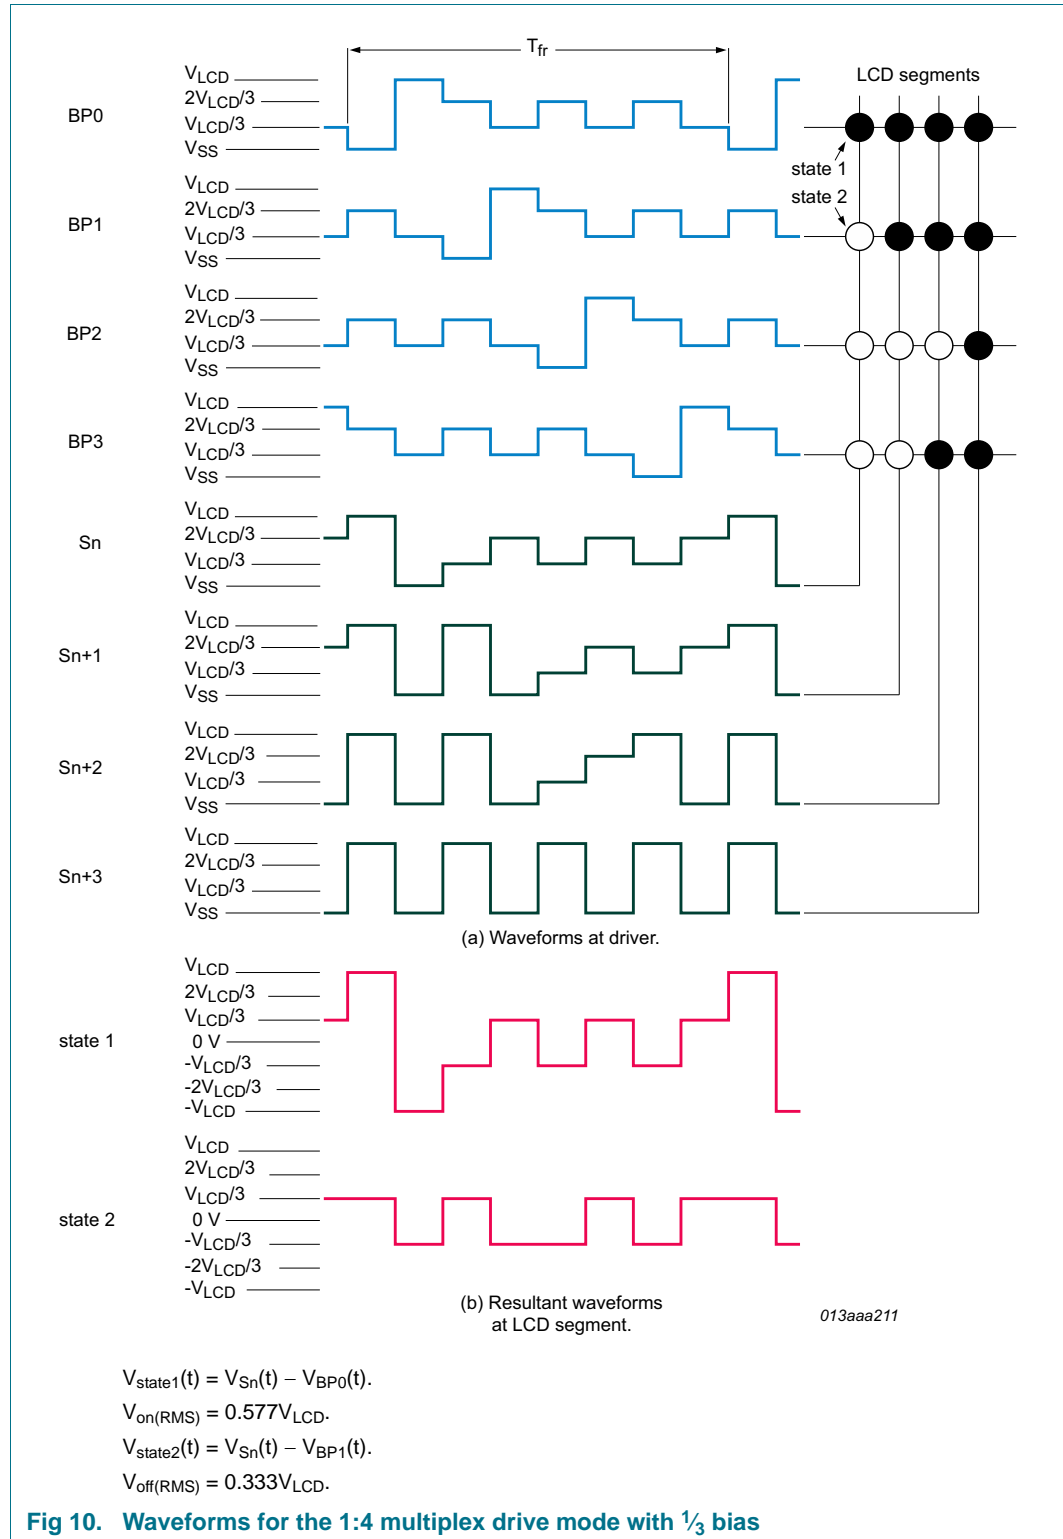 Tfr
VLCD
2VLCD/3
BP0
VLCD/3
VSS
LCD segments
state 1
state 2
VLCD
2VLCD/3
BP1
VLCD/3
VSS
VLCD
2VLCD/3
BP2
VLCD/3
VSS
VLCD
2VLCD/3
BP3
VLCD/3
VSS
VLCD
2VLCD/3
Sn
VLCD/3
VSS
VLCD
2VLCD/3
Sn+1
VLCD/3
VSS
VLCD
2VLCD/3
Sn+2
VLCD/3
VSS
VLCD
2VLCD/3
Sn+3
VLCD/3
VSS
(a) Waveforms at driver.
VLCD
2VLCD/3
VLCD/3
state 1
0 V
-VLCD/3
-2VLCD/3
-VLCD
VLCD
2VLCD/3
VLCD/3
state 2
0 V
-VLCD/3
-2VLCD/3
-VLCD
(b) Resultant waveforms
at LCD segment.
013aaa211
Vstate1(t) = VSn(t) − VBP0(t).
Von(RMS) = 0.577VLCD.
Vstate2(t) = VSn(t) − VBP1(t).
Voff(RMS) = 0.333VLCD.
Fig 10. Waveforms for the 1:4 multiplex drive mode with 1⁄3 bias